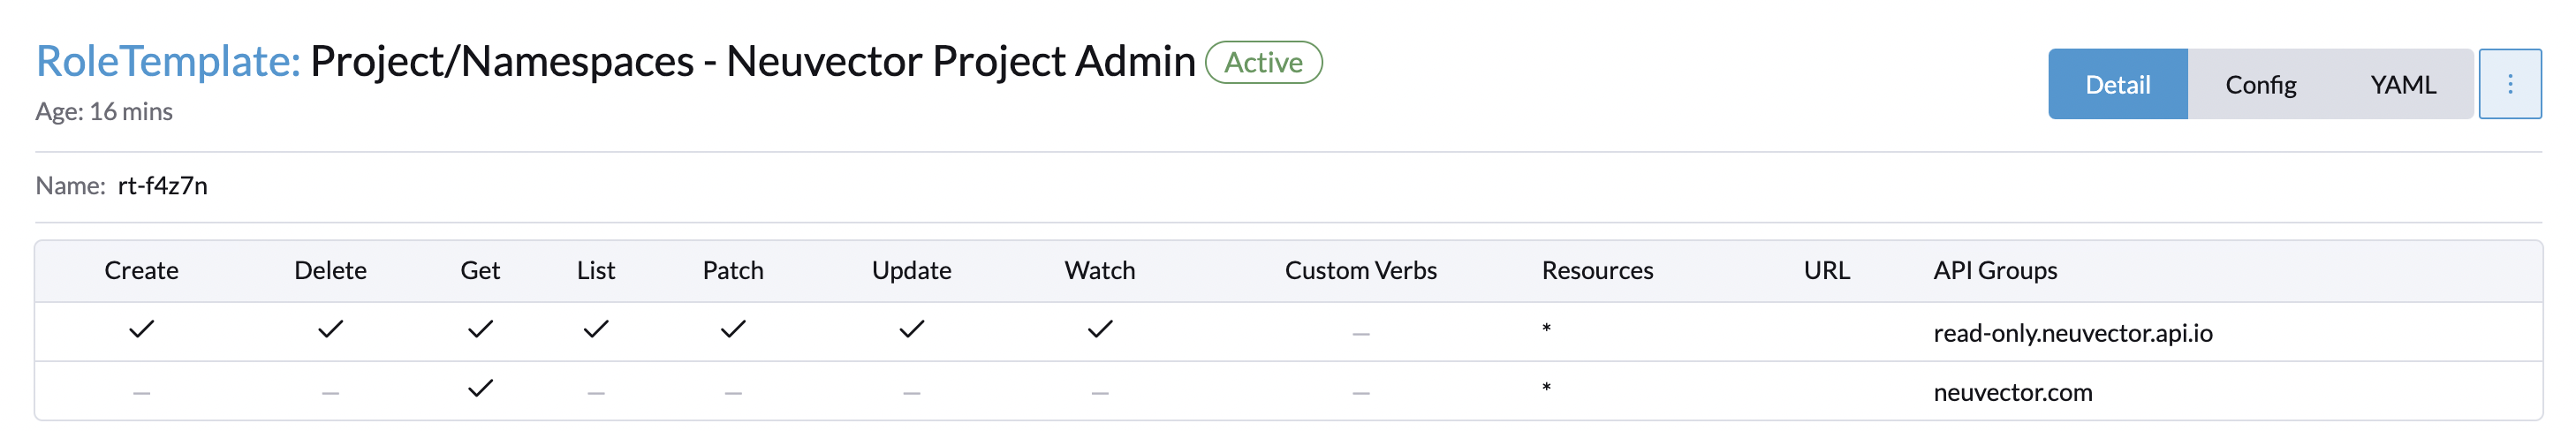 RoleTemplate: Project/Namespaces - Neuvector Project Admin Active
Detail Config YAML
Age: 16 mins
Name: rt-f4z7n
Create Delete Get List Patch Update Watch Custom Verbs Resources URL API Groups
✓ ✓ ✓ ✓ ✓ ✓ ✓ — * read-only.neuvector.api.io
— — ✓ — — — — — * neuvector.com